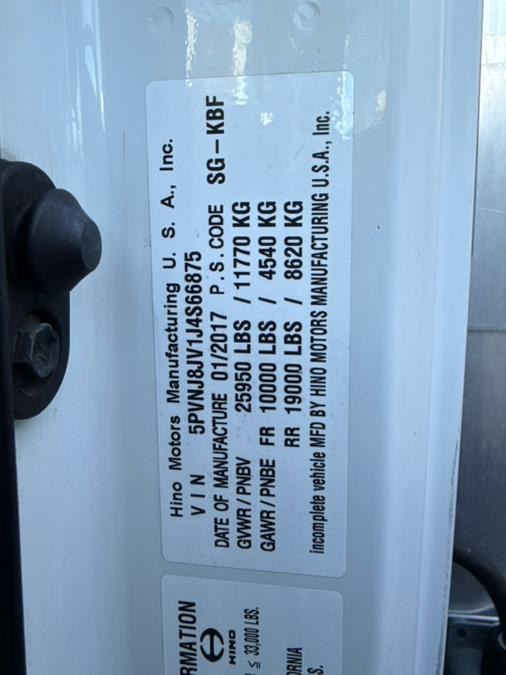 Hino Motors Manufacturing U. S. A., Inc.
VIN 5PVNJ8JV1J4S66875
DATE OF MANUFACTURE 01/2017 P.S. CODE SG-KBF
GVWR/PNBV 25950 LBS / 11770 KG
GAWR/PNBE FR 10000 LBS / 4540 KG
RR 19000 LBS / 8620 KG
incomplete vehicle MFD BY HINO MOTORS MANUFACTURING U.S.A., Inc.
HINO
≤ 33,000 LBS.